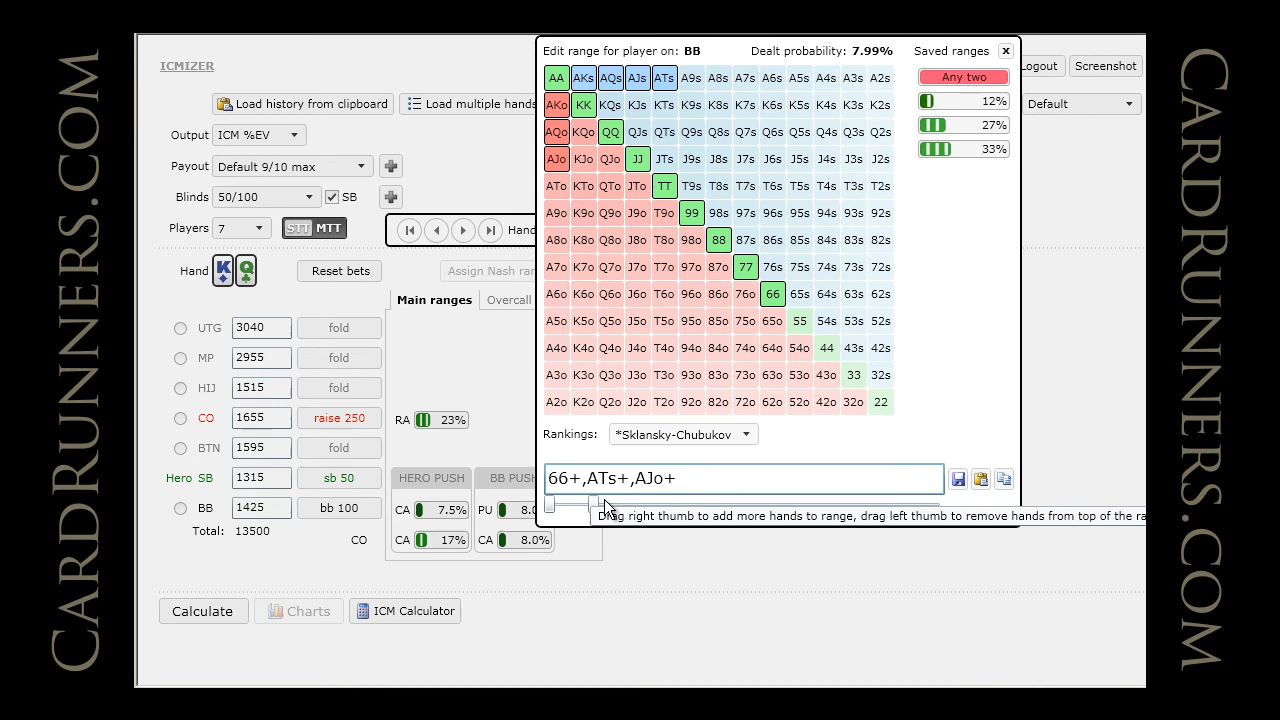 CARDRUNNERS.COM
ICMIZER
Load history from clipboard
Load multiple hands
Output
ICM %EV
Payout
Default 9/10 max
Blinds
50/100
SB
Players
7
STT MTT
Hand
Hand
K Q
Reset bets
Assign Nash ran
Main ranges
Overcall
UTG 3040 fold
MP 2955 fold
HIJ 1515 fold
CO 1655 raise 250
BTN 1595 fold
Hero SB 1315 sb 50
BB 1425 bb 100
Total: 13500
CO
RA 23%
HERO PUSH
BB PUSH
CA 7.5%
PU 8.0
CA 17%
CA 8.0%
Calculate
Charts
ICM Calculator
Edit range for player on: BB
Dealt probability: 7.99%
Saved ranges
x
AA AKs AQs AJs ATs A9s A8s A7s A6s A5s A4s A3s A2s
AKo KK KQs KJs KTs K9s K8s K7s K6s K5s K4s K3s K2s
AQo KQo QQ QJs QTs Q9s Q8s Q7s Q6s Q5s Q4s Q3s Q2s
AJo KJo QJo JJ JTs J9s J8s J7s J6s J5s J4s J3s J2s
ATo KTo QTo JTo TT T9s T8s T7s T6s T5s T4s T3s T2s
A9o K9o Q9o J9o T9o 99 98s 97s 96s 95s 94s 93s 92s
A8o K8o Q8o J8o T8o 98o 88 87s 86s 85s 84s 83s 82s
A7o K7o Q7o J7o T7o 97o 87o 77 76s 75s 74s 73s 72s
A6o K6o Q6o J6o T6o 96o 86o 76o 66 65s 64s 63s 62s
A5o K5o Q5o J5o T5o 95o 85o 75o 65o 55 54s 53s 52s
A4o K4o Q4o J4o T4o 94o 84o 74o 64o 54o 44 43s 42s
A3o K3o Q3o J3o T3o 93o 83o 73o 63o 53o 43o 33 32s
A2o K2o Q2o J2o T2o 92o 82o 72o 62o 52o 42o 32o 22
Any two
12%
27%
33%
Rankings:
*Sklansky-Chubukov
66+,ATs+,AJo+
Drag right thumb to add more hands to range, drag left thumb to remove hands from top of the ra
Logout
Screenshot
Default
CARDRUNNERS.COM